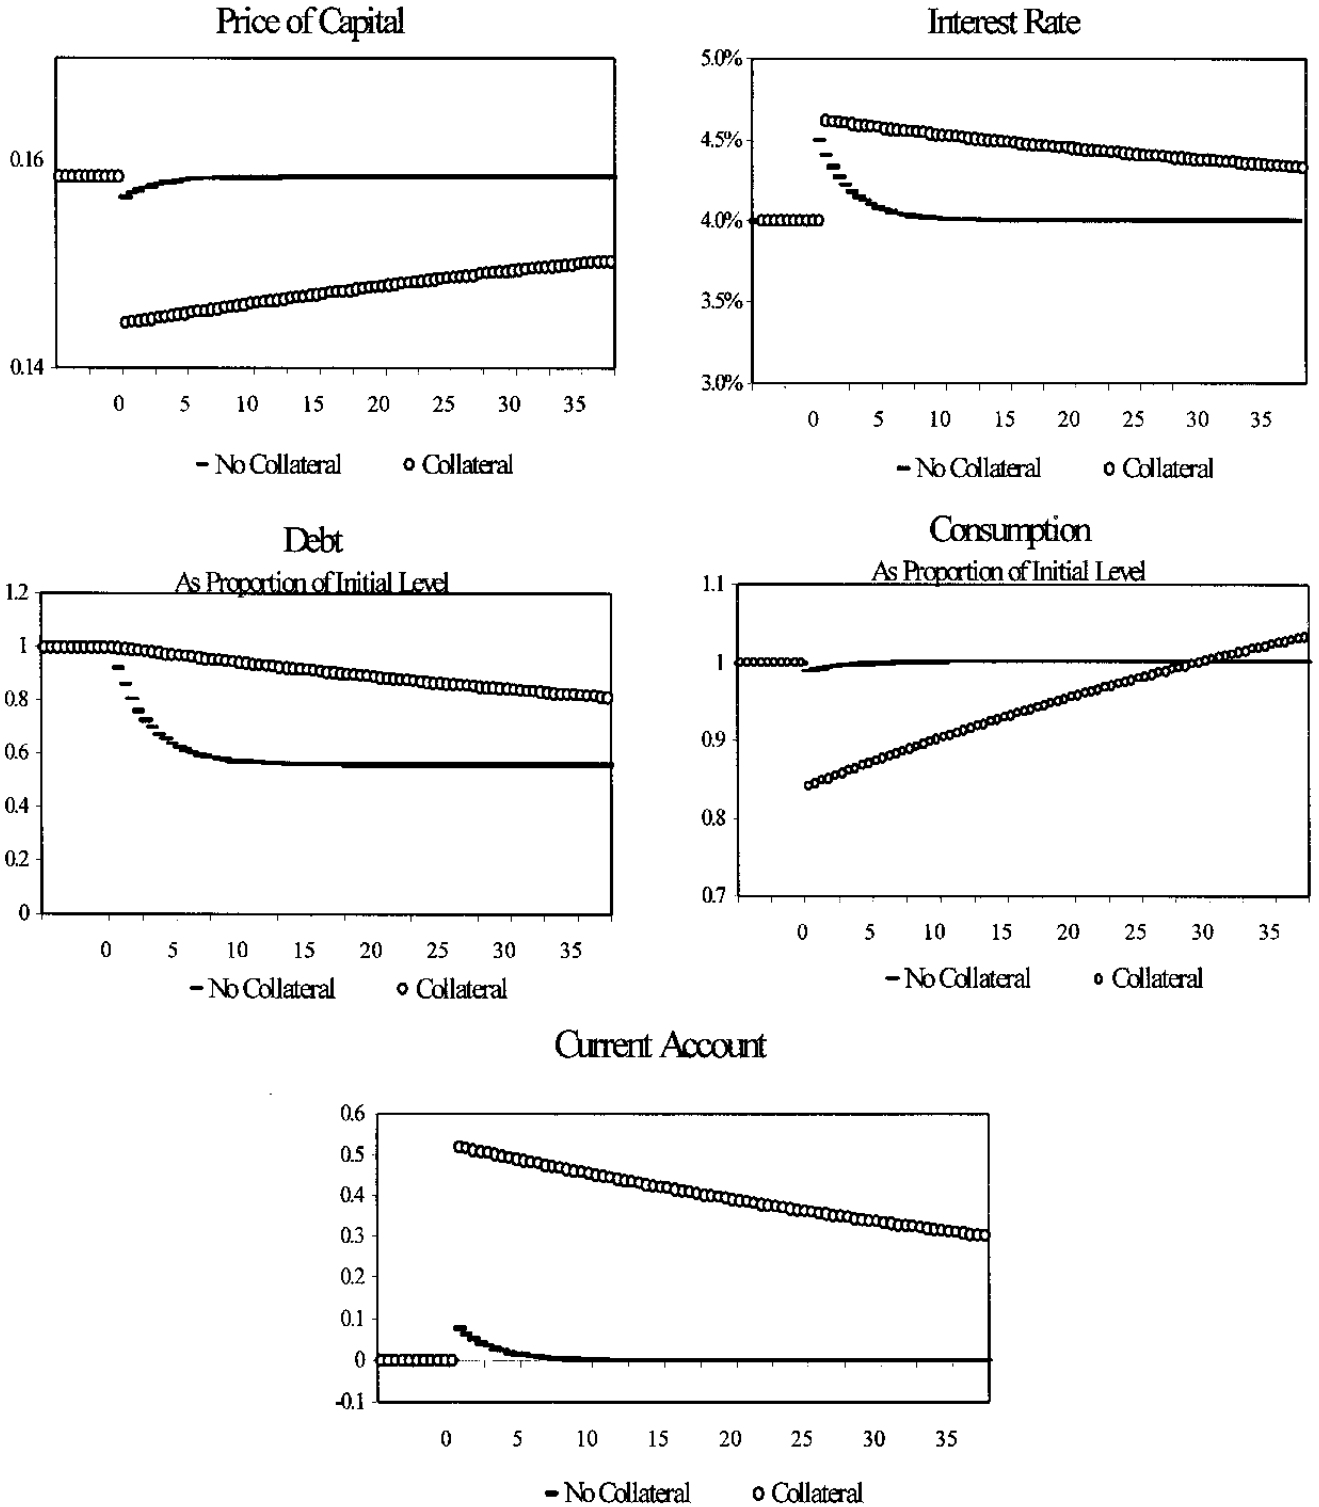 Price of Capital
0.16
0.14
0 5 10 15 20 25 30 35
No Collateral Collateral
Interest Rate
5.0%
4.5%
4.0%
3.5%
3.0%
0 5 10 15 20 25 30 35
No Collateral Collateral
Debt
As Proportion of Initial Level
1.2
1
0.8
0.6
0.4
0.2
0
0 5 10 15 20 25 30 35
No Collateral Collateral
Consumption
As Proportion of Initial Level
1.1
1
0.9
0.8
0.7
0 5 10 15 20 25 30 35
No Collateral Collateral
Current Account
0.6
0.5
0.4
0.3
0.2
0.1
0
-0.1
0 5 10 15 20 25 30 35
No Collateral Collateral